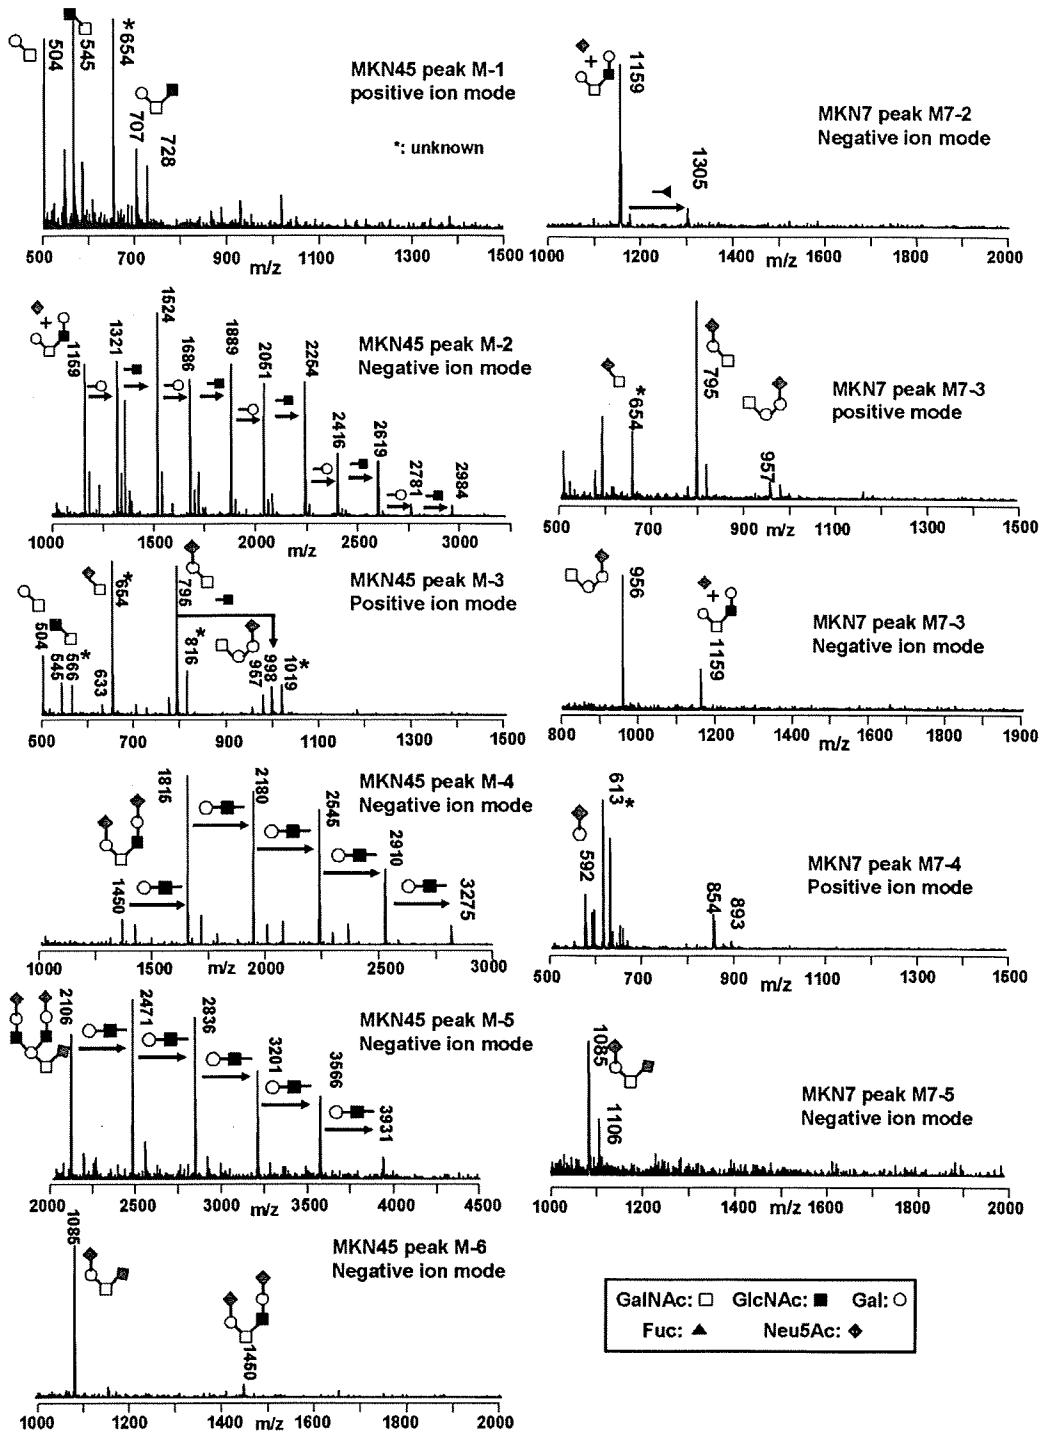 504
545
*654
707
728
MKN45 peak M-1
positive ion mode
*: unknown
500 700 900 1100 1300 1500
m/z
+
1159
1305
MKN7 peak M7-2
Negative ion mode
1000 1200 1400 1600 1800 2000
m/z
+
1159
1321
1524
1686
1889
2051
2254
2416
2619
2781
2984
MKN45 peak M-2
Negative ion mode
1000 1500 2000 2500 3000
m/z
*654
795
957
MKN7 peak M7-3
positive mode
500 700 900 1100 1300 1500
m/z
504
545
566
*
633
*654
795
816
*
957
998
1019
*
MKN45 peak M-3
Positive ion mode
500 700 900 1100 1300 1500
m/z
956
+
1159
MKN7 peak M7-3
Negative ion mode
800 1000 1200 1400 1600 1900
m/z
1450
1815
2180
2545
2910
3275
MKN45 peak M-4
Negative ion mode
1000 1500 2000 2500 3000
m/z
592
613
*
854
893
MKN7 peak M7-4
Positive ion mode
500 700 900 1100 1300 1500
m/z
2106
2471
2836
3201
3566
3931
MKN45 peak M-5
Negative ion mode
2000 2500 3000 3500 4000 4500
m/z
1085
1106
MKN7 peak M7-5
Negative ion mode
1000 1200 1400 1600 1800 2000
m/z
1085
1450
MKN45 peak M-6
Negative ion mode
1000 1200 1400 1600 1800 2000
m/z
GalNAc: GlcNAc: Gal:
Fuc: Neu5Ac: